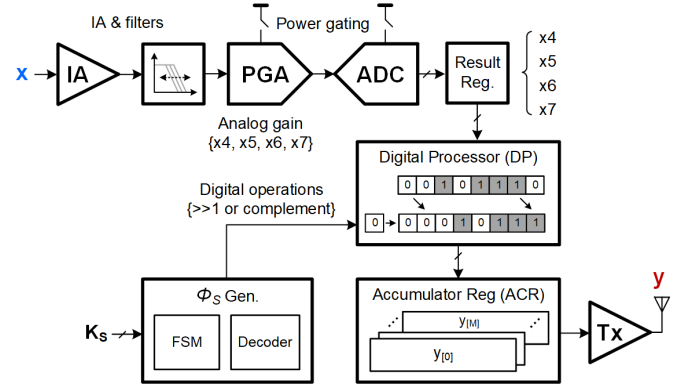 IA & filters
Power gating
x
IA
PGA
ADC
Result
Reg.
x4
x5
x6
x7
Analog gain
{x4, x5, x6, x7}
Digital Processor (DP)
0 0 1 0 1 1 1 0
0 0 0 0 1 0 1 1 1
Digital operations
{>>1 or complement}
ΦS Gen.
FSM
Decoder
KS
Accumulator Reg (ACR)
y[M]
y[0]
Tx
y